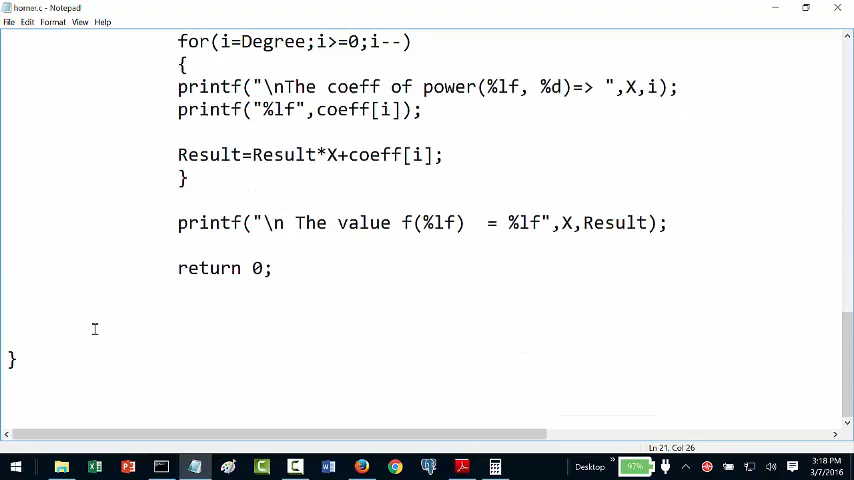 horner.c - Notepad
File Edit Format View Help
for(i=Degree;i>=0;i--)
{
printf("\nThe coeff of power(%lf, %d)=> ",X,i);
printf("%lf",coeff[i]);
Result=Result*X+coeff[i];
}
printf("\n The value f(%lf)  = %lf",X,Result);
return 0;
}
Ln 21, Col 26
Desktop
97%
3:18 PM
3/7/2016